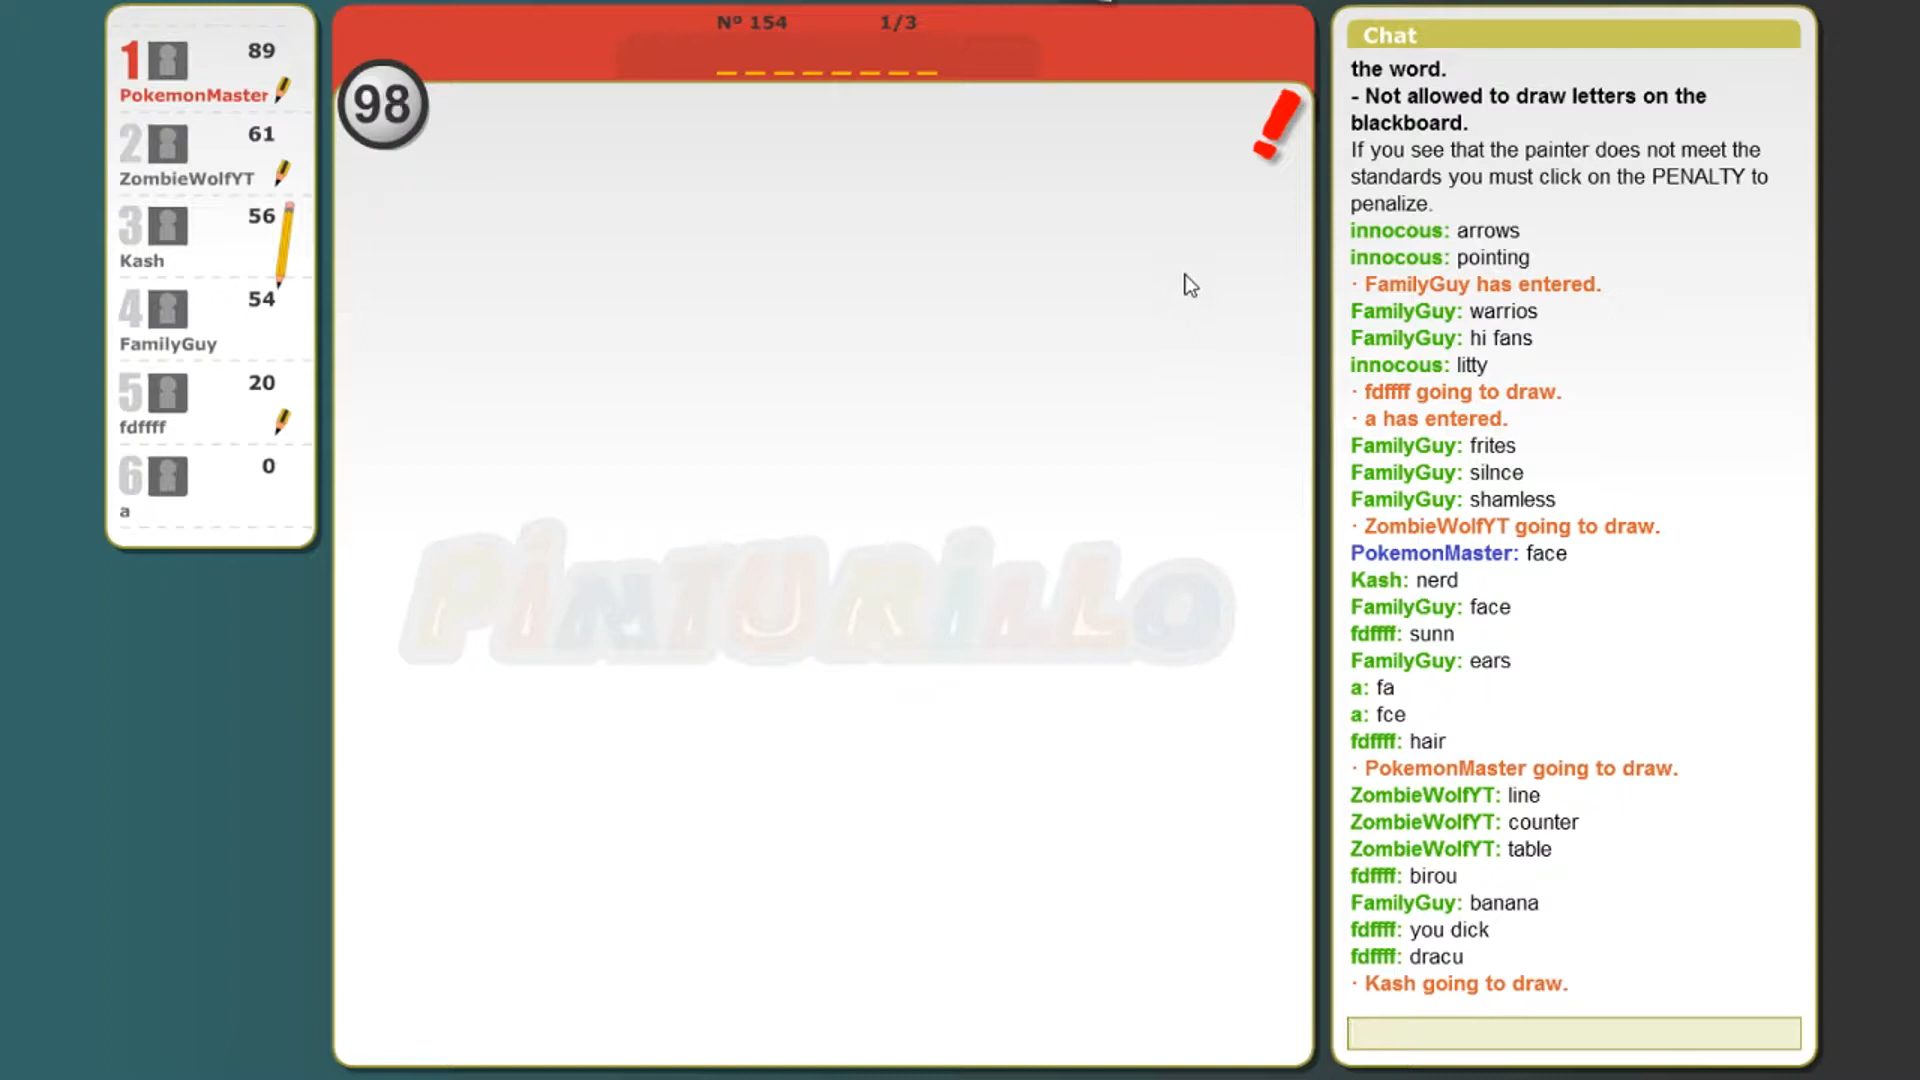 1 89
PokemonMaster
2 61
ZombieWolfYT
3 56
Kash
4 54
FamilyGuy
5 20
fdffff
6 0
a
Nº 154 1/3
_ _ _ _ _ _ _ _
98
PINTURILLO
Chat
the word.
- Not allowed to draw letters on the
blackboard.
If you see that the painter does not meet the
standards you must click on the PENALTY to
penalize.
innocous: arrows
innocous: pointing
· FamilyGuy has entered.
FamilyGuy: warrios
FamilyGuy: hi fans
innocous: litty
· fdffff going to draw.
· a has entered.
FamilyGuy: frites
FamilyGuy: silnce
FamilyGuy: shamless
· ZombieWolfYT going to draw.
PokemonMaster: face
Kash: nerd
FamilyGuy: face
fdffff: sunn
FamilyGuy: ears
a: fa
a: fce
fdffff: hair
· PokemonMaster going to draw.
ZombieWolfYT: line
ZombieWolfYT: counter
ZombieWolfYT: table
fdffff: birou
FamilyGuy: banana
fdffff: you dick
fdffff: dracu
· Kash going to draw.